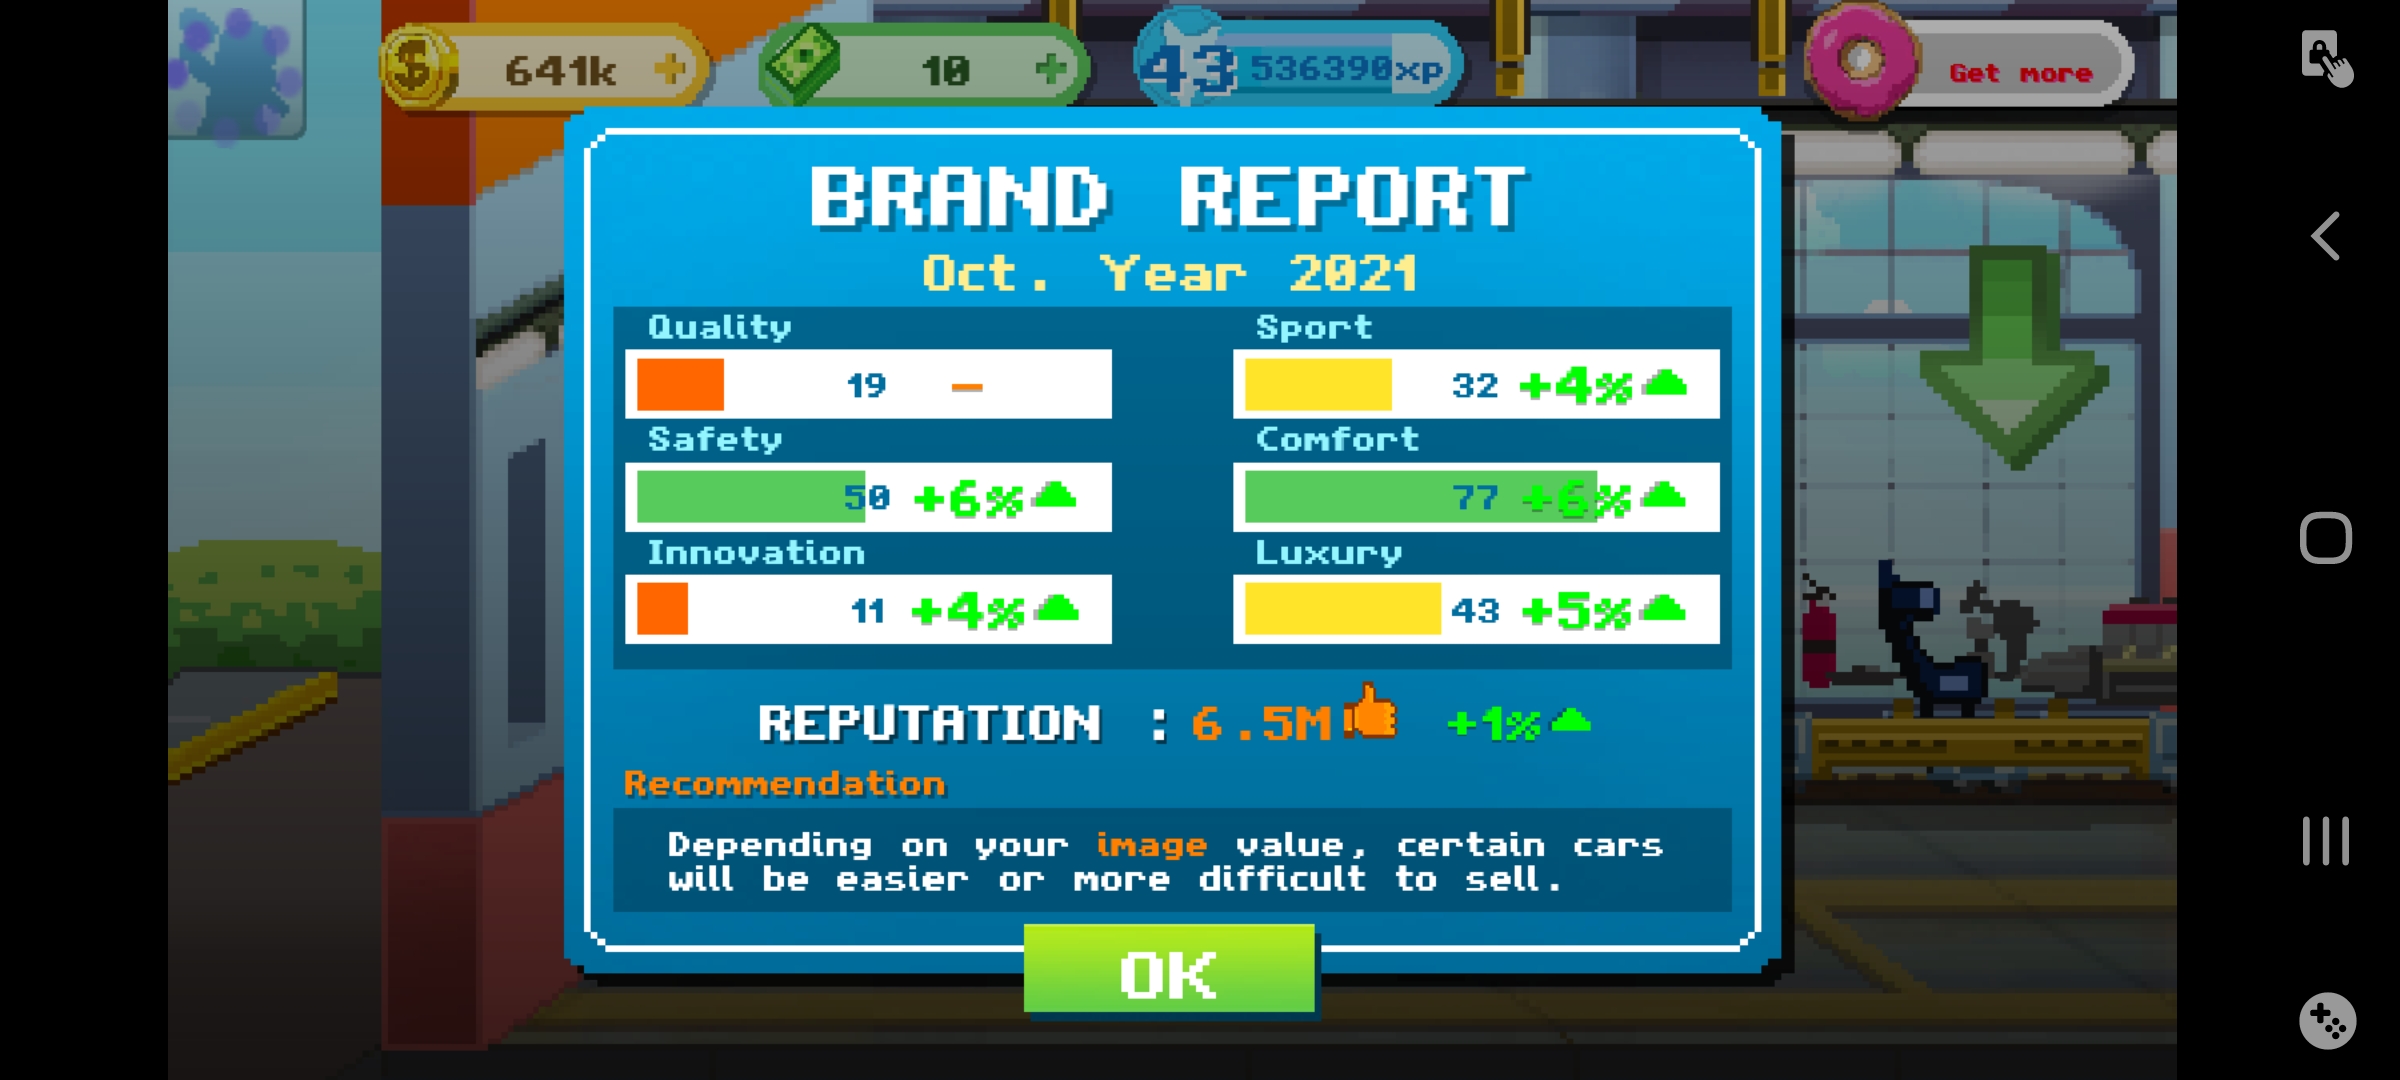 641k +
10 +
43 536390xp
Get more
BRAND REPORT
Oct. Year 2021
Quality
19 -
Sport
32 +4%
Safety
50 +6%
Comfort
77 +6%
Innovation
11 +4%
Luxury
43 +5%
REPUTATION : 6.5M +1%
Recommendation
Depending on your image value, certain cars
will be easier or more difficult to sell.
OK